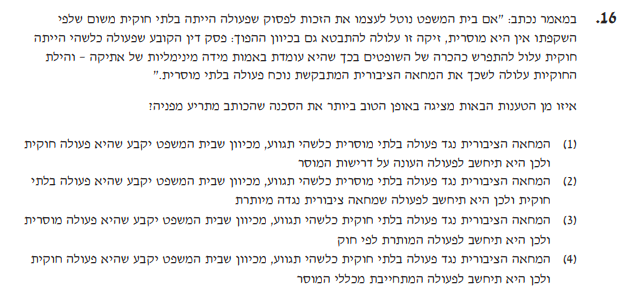 16. במאמר נכתב: "אם בית המשפט נוטל לעצמו את הזכות לפסוק שפעולה הייתה בלתי חוקית משום שלפי
השקפתו אין היא מוסרית, זיקה זו עלולה להתבטא גם בכיוון ההפוך: פסק דין הקובע שפעולה כלשהי הייתה
חוקית עלול להתפרש כהכרה של השופטים בכך שהיא עומדת באמות מידה מינימליות של אתיקה – והילת
החוקיות עלולה לשכך את המחאה הציבורית המתבקשת נוכח פעולה בלתי מוסרית."
איזו מן הטענות הבאות מציגה באופן הטוב ביותר את הסכנה שהכותב מתריע מפניה?
(1) המחאה הציבורית נגד פעולה בלתי מוסרית כלשהי תגווע, מכיוון שבית המשפט יקבע שהיא פעולה חוקית
ולכן היא תיחשב לפעולה העונה על דרישות המוסר
(2) המחאה הציבורית נגד פעולה בלתי מוסרית כלשהי תגווע, מכיוון שבית המשפט יקבע שהיא פעולה בלתי
חוקית ולכן היא תיחשב לפעולה שמחאה ציבורית נגדה מיותרת
(3) המחאה הציבורית נגד פעולה בלתי חוקית כלשהי תגווע, מכיוון שבית המשפט יקבע שהיא פעולה מוסרית
ולכן היא תיחשב לפעולה המותרת לפי חוק
(4) המחאה הציבורית נגד פעולה בלתי חוקית כלשהי תגווע, מכיוון שבית המשפט יקבע שהיא פעולה חוקית
ולכן היא תיחשב לפעולה המתחייבת מכללי המוסר